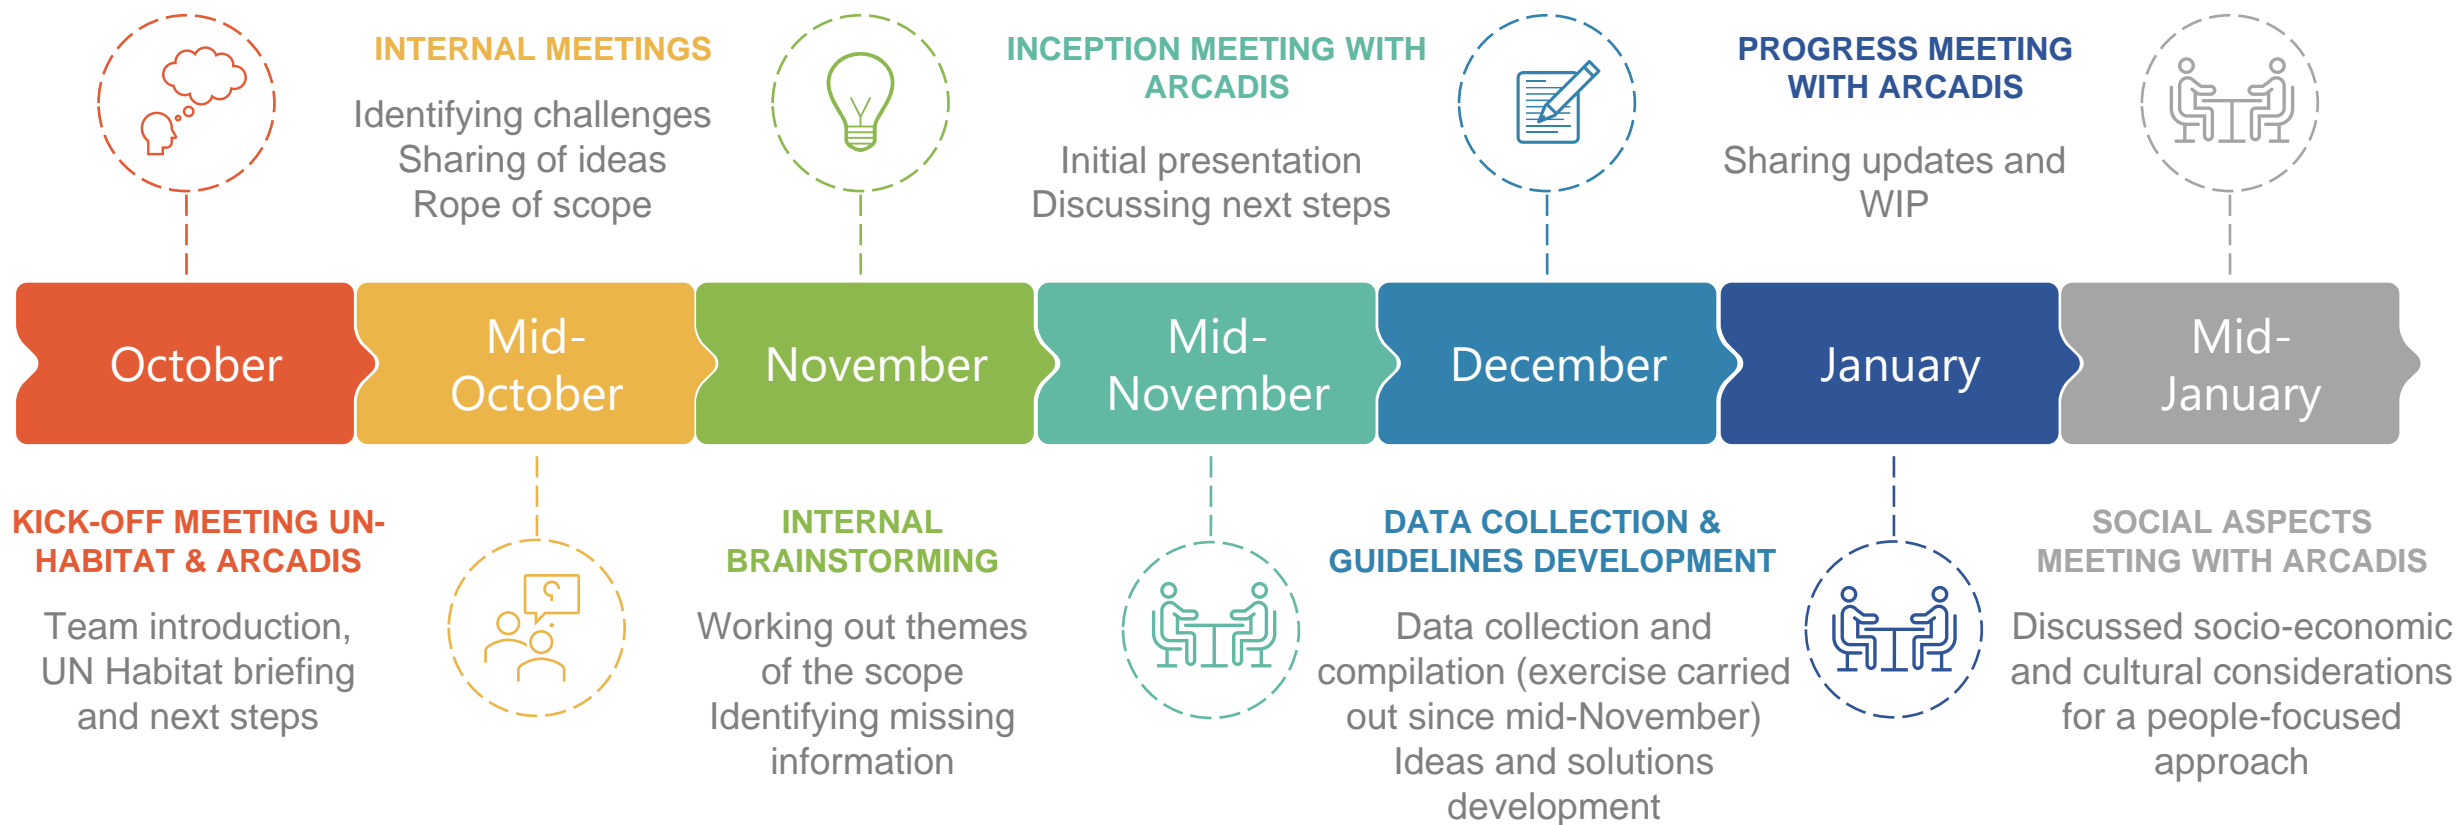 INTERNAL MEETINGS
Identifying challenges
Sharing of ideas
Rope of scope
INCEPTION MEETING WITH
ARCADIS
Initial presentation
Discussing next steps
PROGRESS MEETING
WITH ARCADIS
Sharing updates and
WIP
October
Mid-
October
November
Mid-
November
December
January
Mid-
January
KICK-OFF MEETING UN-
HABITAT & ARCADIS
Team introduction,
UN Habitat briefing
and next steps
INTERNAL
BRAINSTORMING
Working out themes
of the scope
Identifying missing
information
DATA COLLECTION &
GUIDELINES DEVELOPMENT
Data collection and
compilation (exercise carried
out since mid-November)
Ideas and solutions
development
SOCIAL ASPECTS
MEETING WITH ARCADIS
Discussed socio-economic
and cultural considerations
for a people-focused
approach